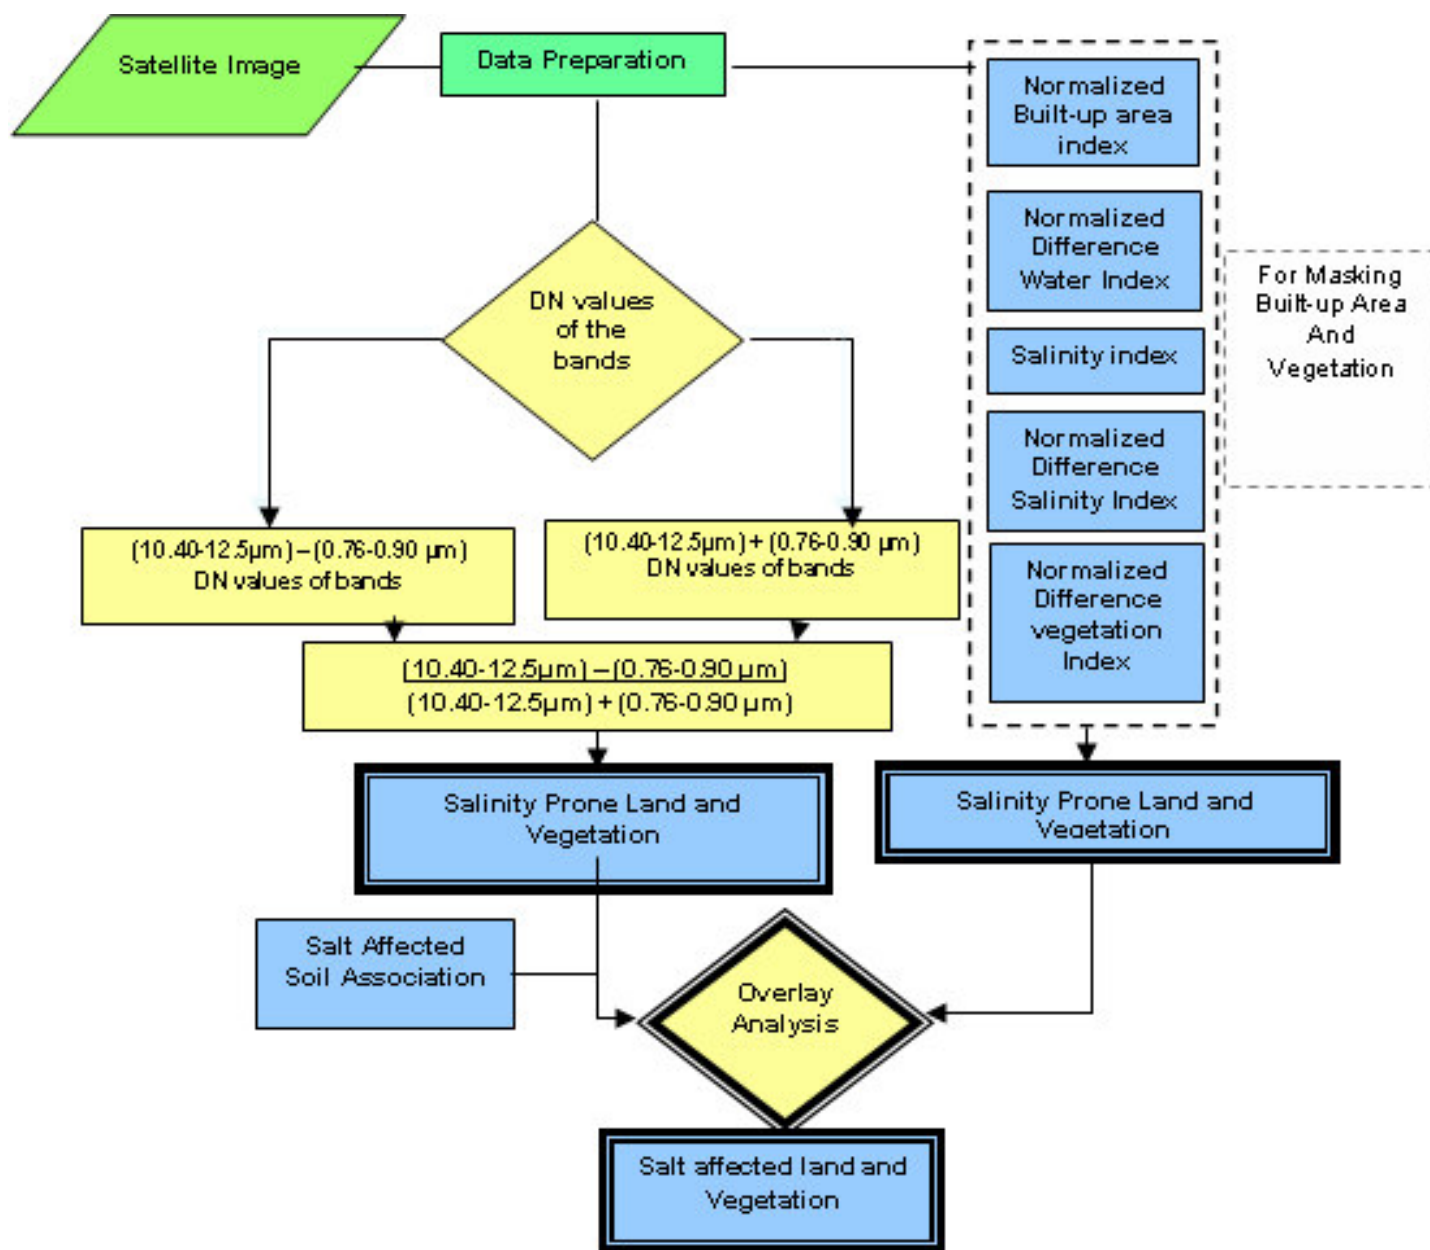 Satellite Image
Data Preparation
Normalized
Built-up area
index
Normalized
Difference
Water Index
Salinity index
Normalized
Difference
Salinity Index
Normalized
Difference
vegetation
Index
For Masking
Built-up Area
And
Vegetation
DN values
of the
bands
(10.40-12.5µm) – (0.76-0.90 µm)
DN values of bands
(10.40-12.5µm) + (0.76-0.90 µm)
DN values of bands
(10.40-12.5µm) – (0.76-0.90 µm)
(10.40-12.5µm) + (0.76-0.90 µm)
Salinity Prone Land and
Vegetation
Salinity Prone Land and
Vegetation
Salt Affected
Soil Association
Overlay
Analysis
Salt affected land and
Vegetation